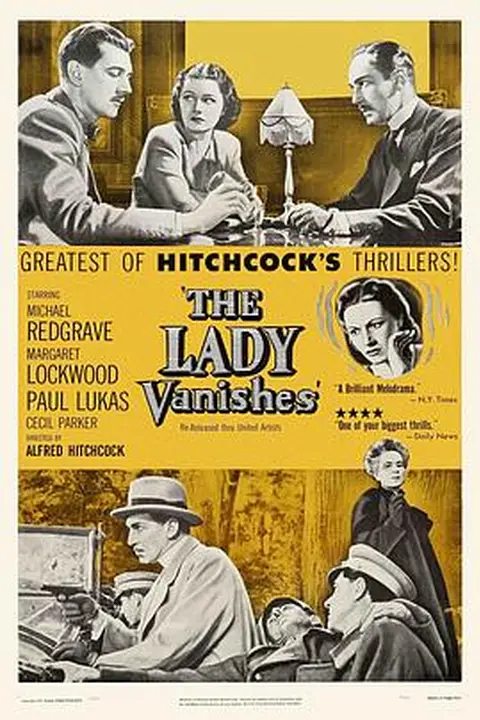 GREATEST OF HITCHCOCK'S THRILLERS!
STARRING
MICHAEL
REDGRAVE
MARGARET
LOCKWOOD
PAUL LUKAS
CECIL PARKER
DIRECTED BY
ALFRED HITCHCOCK
'THE
LADY
Vanishes'
Re-Released thru United Artists
"A Brilliant Melodrama."
— N.Y. Times
★★★★
"One of your biggest thrills."
— Daily News